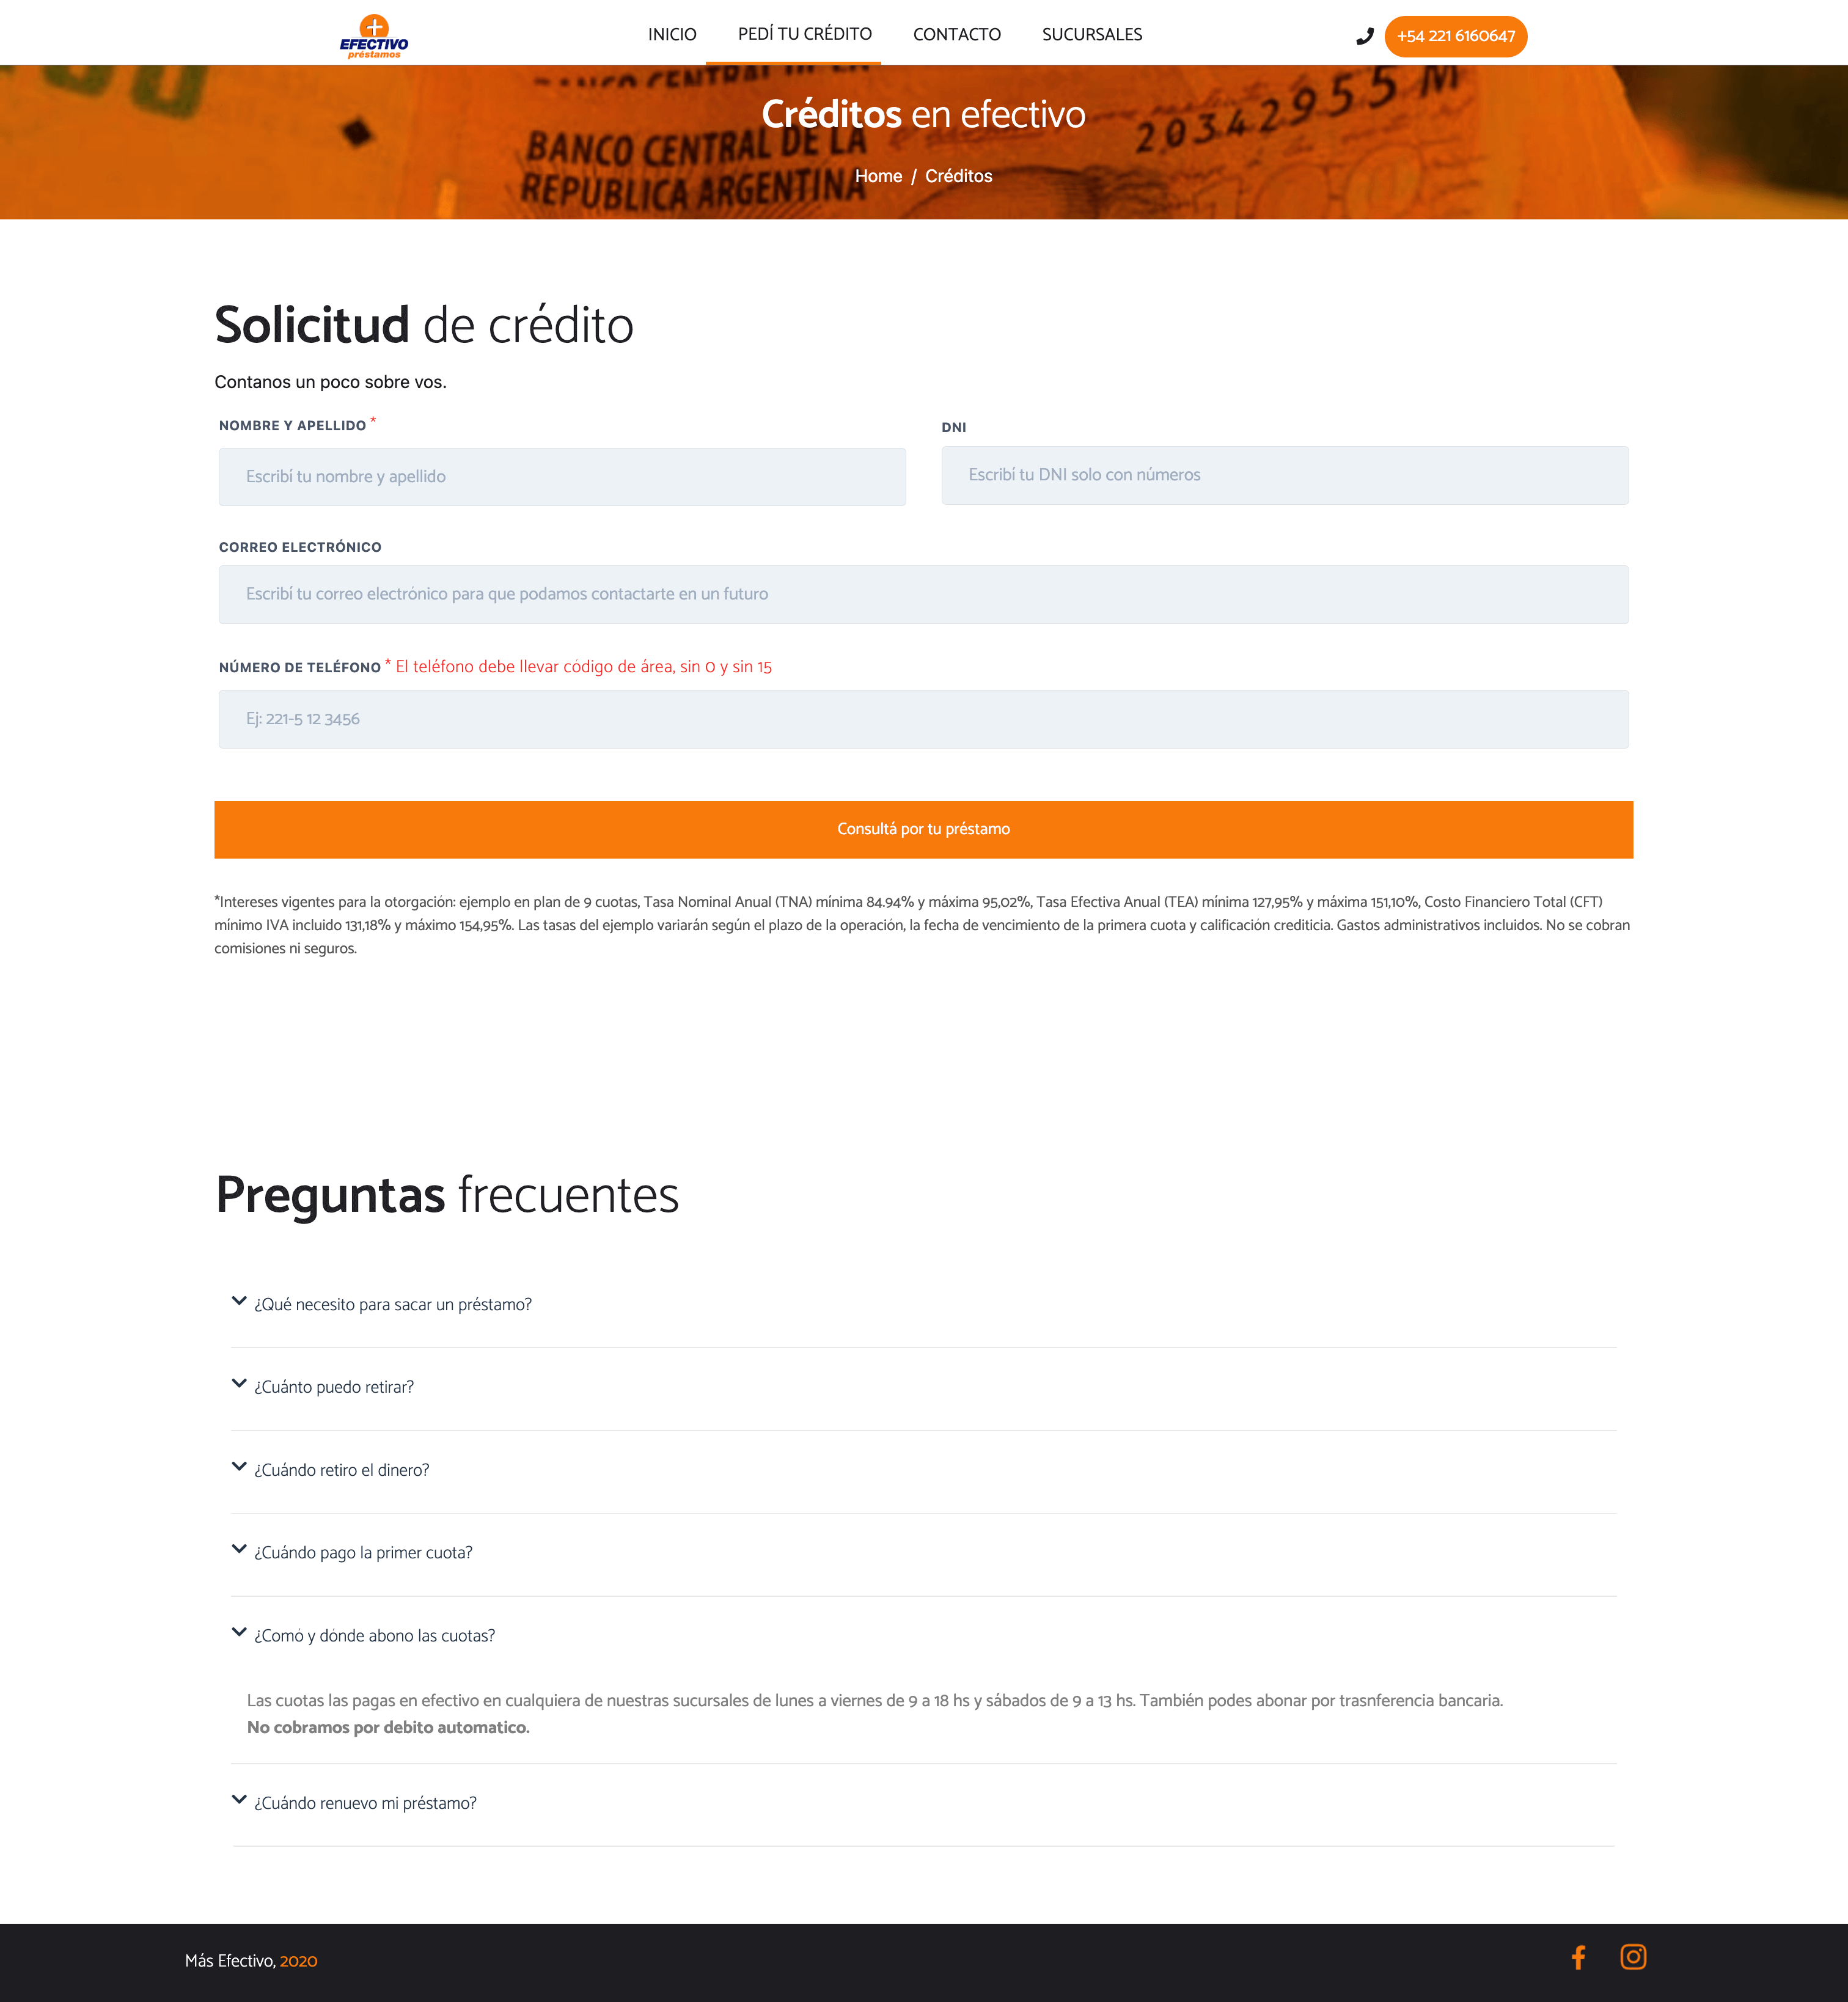 EFECTIVO
préstamos
INICIO
PEDÍ TU CRÉDITO
CONTACTO
SUCURSALES
+54 221 6160647
BANCO CENTRAL DE LA
REPUBLICA ARGENTINA
20342955 M
Créditos en efectivo
Home / Créditos
Solicitud de crédito
Contanos un poco sobre vos.
NOMBRE Y APELLIDO *
Escribí tu nombre y apellido
DNI
Escribí tu DNI solo con números
CORREO ELECTRÓNICO
Escribí tu correo electrónico para que podamos contactarte en un futuro
NÚMERO DE TELÉFONO * El teléfono debe llevar código de área, sin 0 y sin 15
Ej: 221-5 12 3456
Consultá por tu préstamo
*Intereses vigentes para la otorgación: ejemplo en plan de 9 cuotas, Tasa Nominal Anual (TNA) mínima 84.94% y máxima 95,02%, Tasa Efectiva Anual (TEA) mínima 127,95% y máxima 151,10%, Costo Financiero Total (CFT)
mínimo IVA incluido 131,18% y máximo 154,95%. Las tasas del ejemplo variarán según el plazo de la operación, la fecha de vencimiento de la primera cuota y calificación crediticia. Gastos administrativos incluidos. No se cobran
comisiones ni seguros.
Preguntas frecuentes
¿Qué necesito para sacar un préstamo?
¿Cuánto puedo retirar?
¿Cuándo retiro el dinero?
¿Cuándo pago la primer cuota?
¿Comó y dónde abono las cuotas?
Las cuotas las pagas en efectivo en cualquiera de nuestras sucursales de lunes a viernes de 9 a 18 hs y sábados de 9 a 13 hs. También podes abonar por trasnferencia bancaria.
No cobramos por debito automatico.
¿Cuándo renuevo mi préstamo?
Más Efectivo, 2020